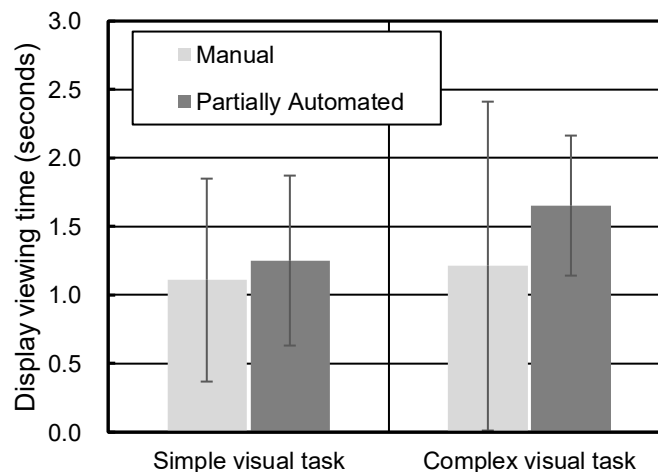 Display viewing time (seconds)
3.0
2.5
2.0
1.5
1.0
0.5
0.0
Manual
Partially Automated
Simple visual task
Complex visual task